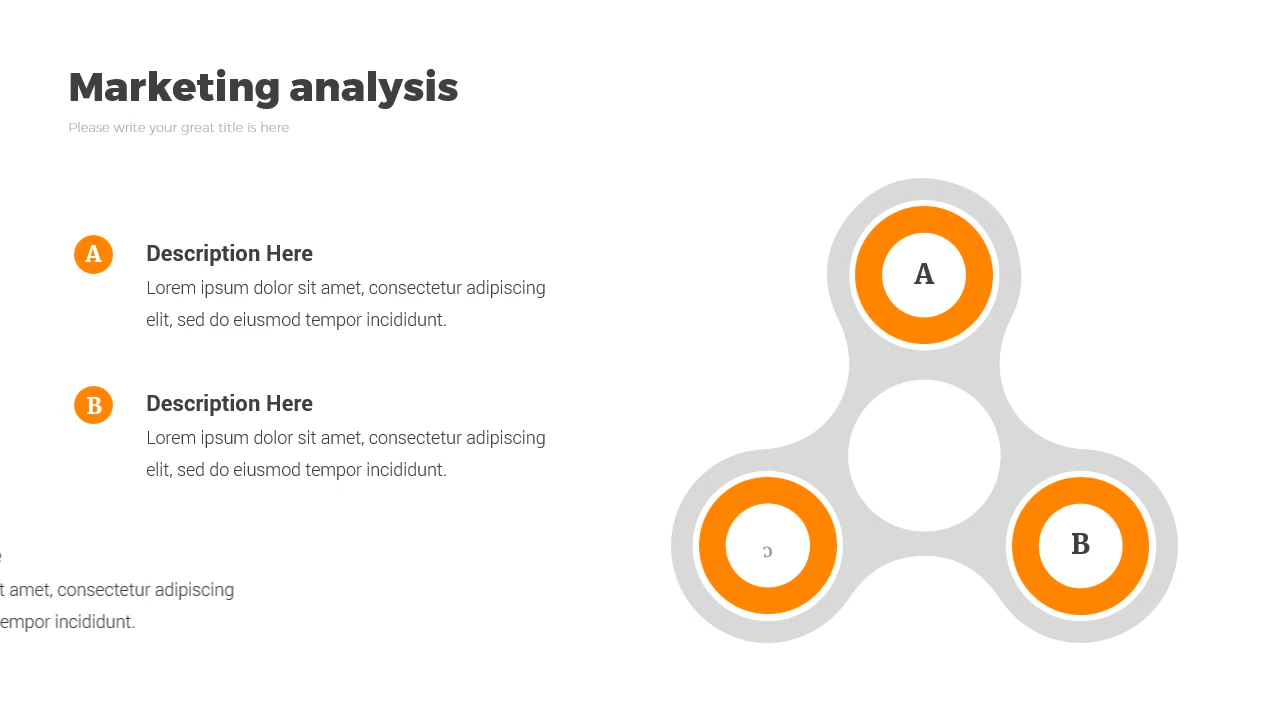 Marketing analysis
Please write your great title is here
A
Description Here
Lorem ipsum dolor sit amet, consectetur adipiscing
elit, sed do eiusmod tempor incididunt.
B
Description Here
Lorem ipsum dolor sit amet, consectetur adipiscing
elit, sed do eiusmod tempor incididunt.
amet, consectetur adipiscing
incididunt.
A
B